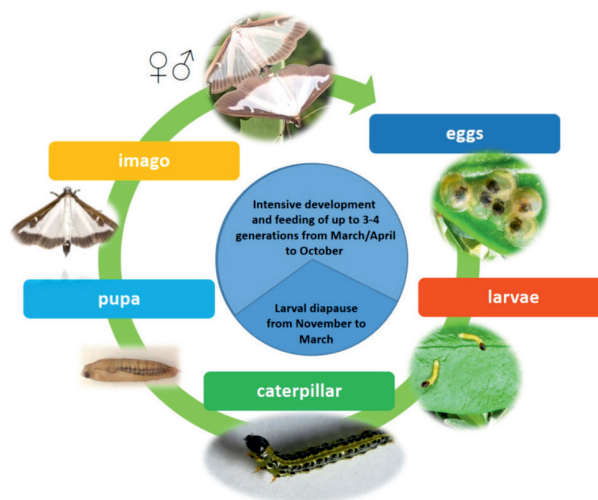 ♀♂
eggs
imago
Intensive development
and feeding of up to 3-4
generations from March/April
to October
pupa
larvae
Larval diapause
from November to
March
caterpillar